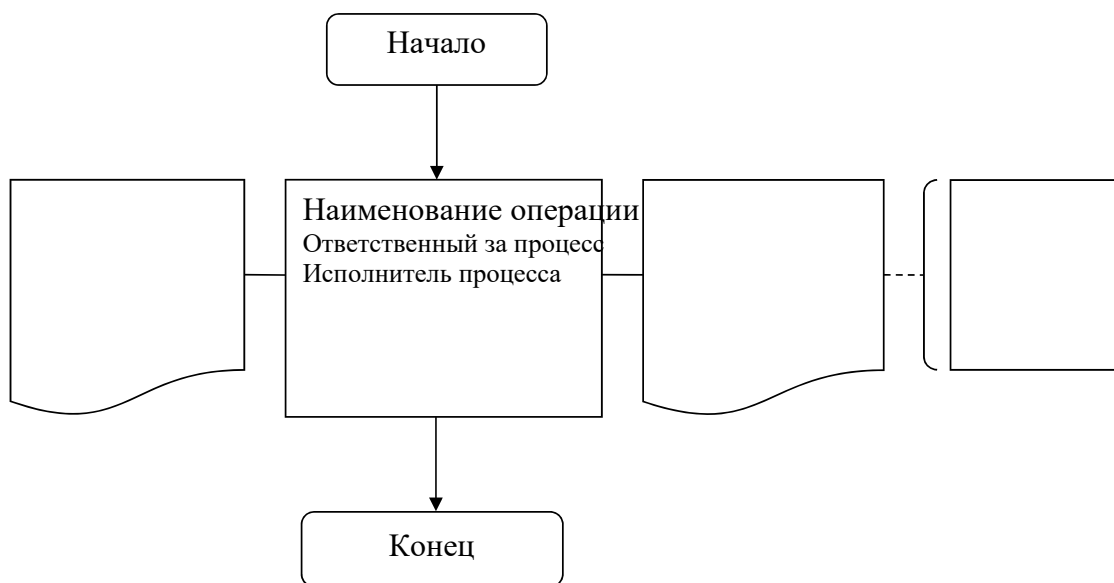 Начало
Наименование операции
Ответственный за процесс
Исполнитель процесса
Конец